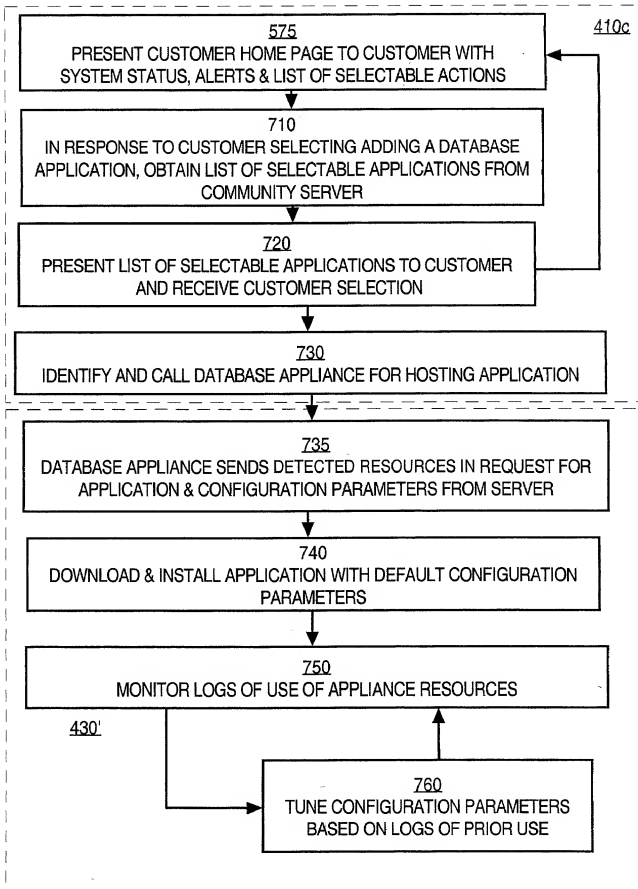 410c
575
PRESENT CUSTOMER HOME PAGE TO CUSTOMER WITH
SYSTEM STATUS, ALERTS & LIST OF SELECTABLE ACTIONS
710
IN RESPONSE TO CUSTOMER SELECTING ADDING A DATABASE
APPLICATION, OBTAIN LIST OF SELECTABLE APPLICATIONS FROM
COMMUNITY SERVER
720
PRESENT LIST OF SELECTABLE APPLICATIONS TO CUSTOMER
AND RECEIVE CUSTOMER SELECTION
730
IDENTIFY AND CALL DATABASE APPLIANCE FOR HOSTING APPLICATION
735
DATABASE APPLIANCE SENDS DETECTED RESOURCES IN REQUEST FOR
APPLICATION & CONFIGURATION PARAMETERS FROM SERVER
740
DOWNLOAD & INSTALL APPLICATION WITH DEFAULT CONFIGURATION
PARAMETERS
750
MONITOR LOGS OF USE OF APPLIANCE RESOURCES
430'
760
TUNE CONFIGURATION PARAMETERS
BASED ON LOGS OF PRIOR USE